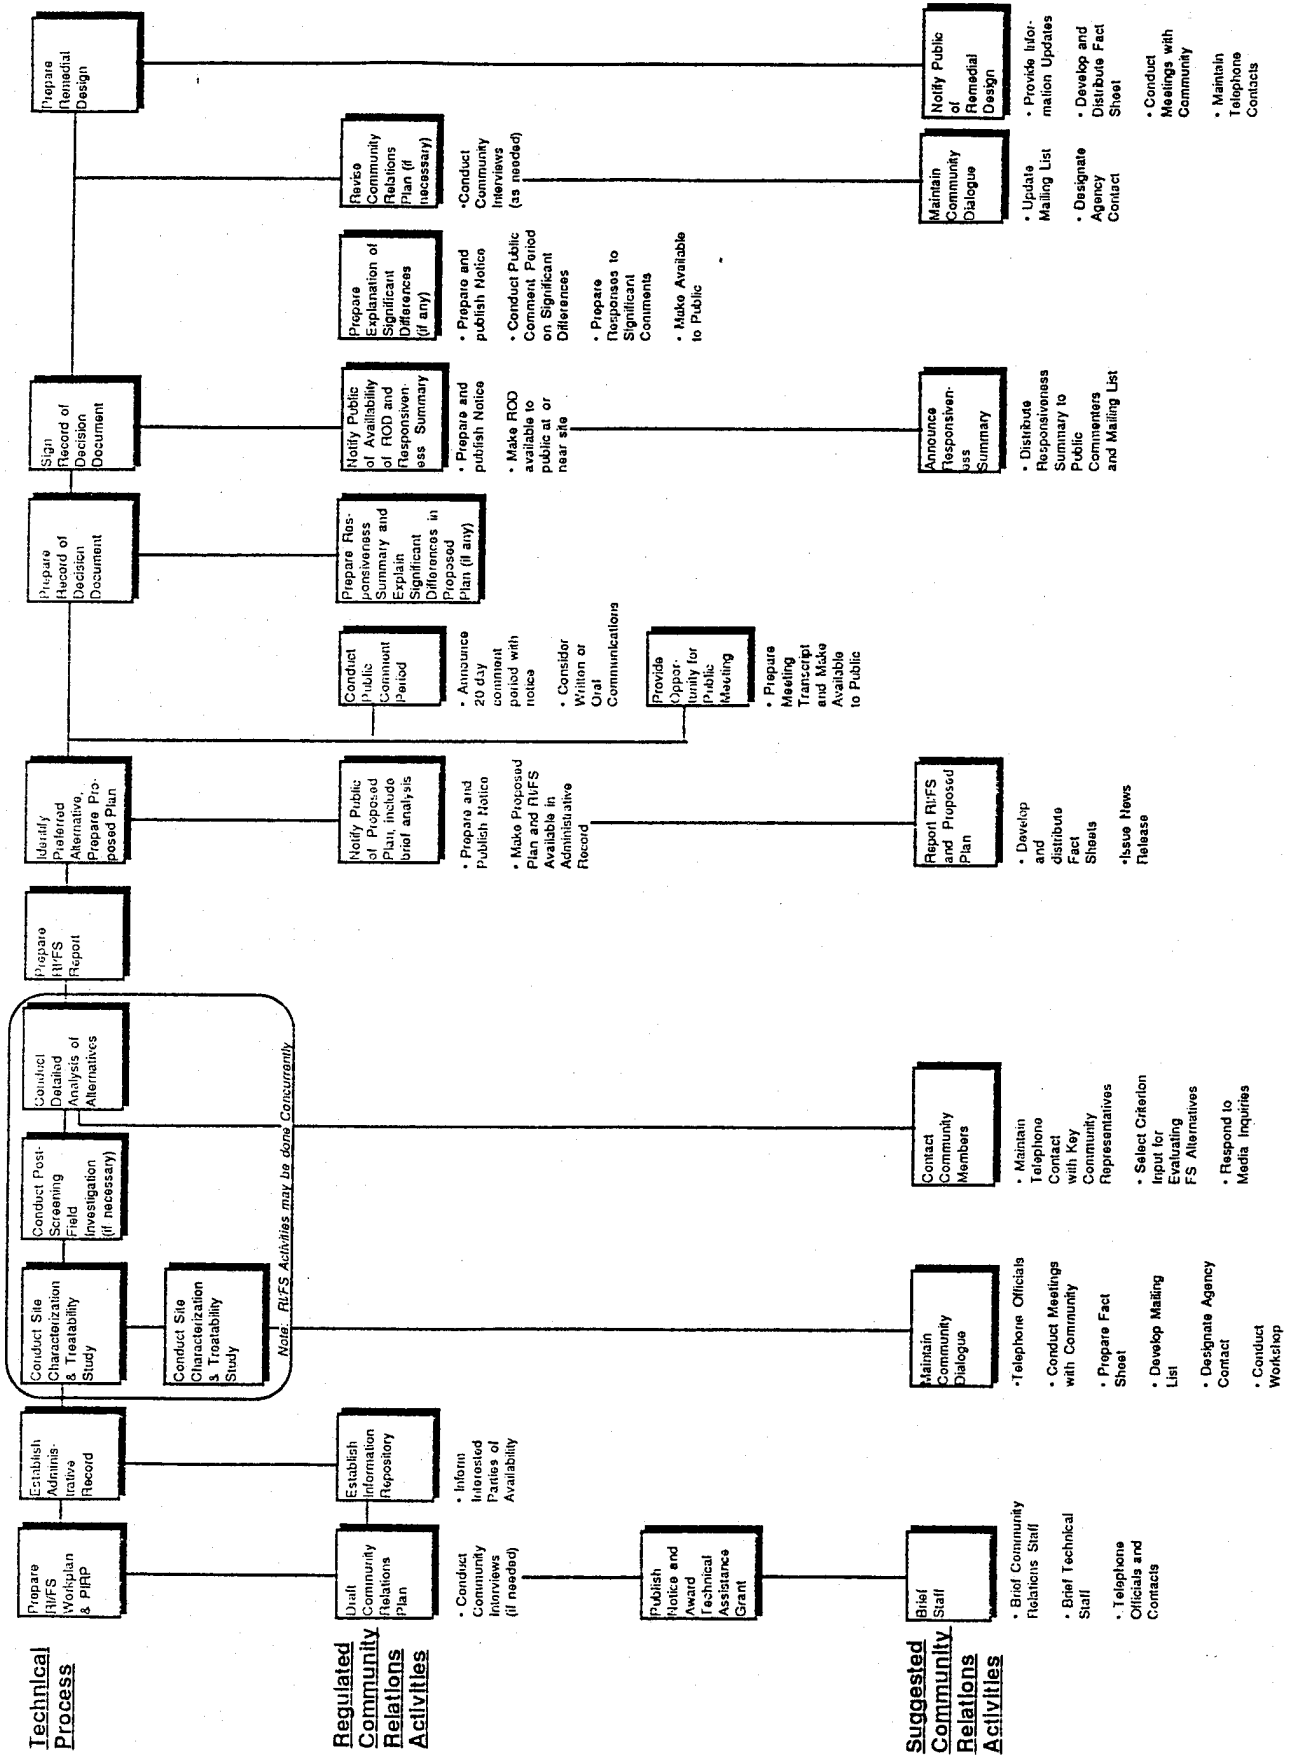 Technical
Process
Prepare
RI/FS
Workplan
& PIRP
Establish
Adminis-
trative
Record
Conduct Site
Characterization
& Treatability
Study
Conduct Site
Characterization
& Treatability
Study
Conduct Post-
Screening
Field
Investigation
(if necessary)
Conduct
Detailed
Analysis of
Alternatives
Note: RI/FS Activities may be done Concurrently
Prepare
RI/FS
Report
Identify
Preferred
Alternative,
Prepare Pro-
posed Plan
Prepare
Record of
Decision
Document
Sign
Record of
Decision
Document
Prepare
Remedial
Design
Regulated
Community
Relations
Activities
Draft
Community
Relations
Plan
• Conduct
Community
Interviews
(if needed)
Establish
Information
Repository
• Inform
Interested
Parties of
Availability
Notify Public
of Proposed
Plan, include
brief analysis
• Prepare and
Publish Notice
• Make Proposed
Plan and RI/FS
Available in
Administrative
Record
Conduct
Public
Comment
Period
• Announce
20 day
comment
period with
notice
• Consider
Written or
Oral
Communications
Prepare Res-
ponsiveness
Summary and
Explain
Significant
Differences in
Proposed
Plan (if any)
Notify Public
of Availability
of ROD and
Responsiven-
ess Summary
• Prepare and
publish Notice
• Make ROD
available to
public at or
near site
Prepare
Explanation of
Significant
Differences
(if any)
• Prepare and
publish Notice
• Conduct Public
Comment Period
on Significant
Differences
• Prepare
Responses to
Significant
Comments
• Make Available
to Public
Revise
Community
Relations
Plan (if
necessary)
•Conduct
Community
Interviews
(as needed)
Publish
Notice and
Award
Technical
Assistance
Grant
Provide
Oppor-
tunity for
Public
Meeting
• Prepare
Meeting
Transcript
and Make
Available
to Public
Suggested
Community
Relations
Activities
Brief
Staff
• Brief Community
Relations Staff
• Brief Technical
Staff
• Telephone
Officials and
Contacts
Maintain
Community
Dialogue
•Telephone Officials
• Conduct Meetings
with Community
• Prepare Fact
Sheet
• Develop Mailing
List
• Designate Agency
Contact
• Conduct
Workshop
Contact
Community
Members
• Maintain
Telephone
Contact
with Key
Community
Representatives
• Select Criterion
Input for
Evaluating
FS Alternatives
• Respond to
Media Inquiries
Report RI/FS
and Proposed
Plan
• Develop
and
distribute
Fact
Sheets
•Issue News
Release
Announce
Responsiven-
ess
Summary
• Distribute
Responsiveness
Summary to
Public
Commenters
and Mailing List
Maintain
Community
Dialogue
• Update
Mailing List
• Designate
Agency
Contact
Notify Public
of Remedial
Design
• Provide Infor-
mation Updates
• Develop and
Distribute Fact
Sheet
• Conduct
Meetings with
Community
• Maintain
Telephone
Contacts